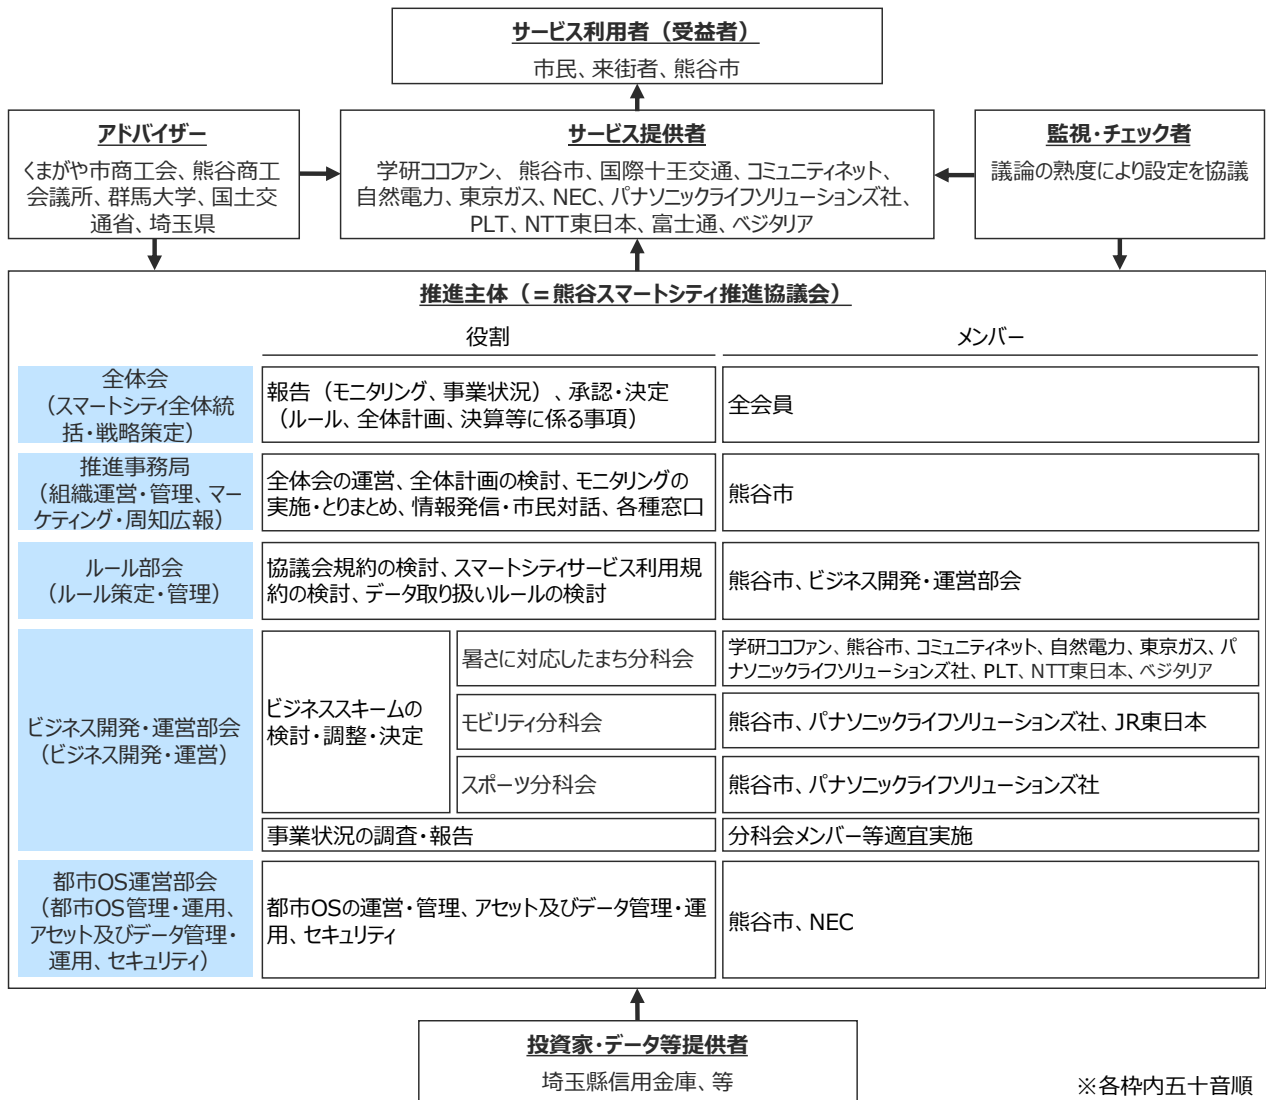 サービス利用者（受益者）
市民、来街者、熊谷市
アドバイザー
くまがや市商工会、熊谷商工
会議所、群馬大学、国土交
通省、埼玉県
サービス提供者
学研ココファン、 熊谷市、国際十王交通、コミュニティネット、
自然電力、東京ガス、NEC、パナソニックライフソリューションズ社、
PLT、NTT東日本、富士通、ベジタリア
監視・チェック者
議論の熟度により設定を協議
推進主体（＝熊谷スマートシティ推進協議会）
役割
メンバー
全体会
（スマートシティ全体統
括・戦略策定）
報告（モニタリング、事業状況）、承認・決定
（ルール、全体計画、決算等に係る事項）
全会員
推進事務局
（組織運営・管理、マー
ケティング・周知広報）
全体会の運営、全体計画の検討、モニタリングの
実施・とりまとめ、情報発信・市民対話、各種窓口
熊谷市
ルール部会
（ルール策定・管理）
協議会規約の検討、スマートシティサービス利用規
約の検討、データ取り扱いルールの検討
熊谷市、ビジネス開発・運営部会
ビジネス開発・運営部会
（ビジネス開発・運営）
ビジネススキームの
検討・調整・決定
暑さに対応したまち分科会
学研ココファン、熊谷市、コミュニティネット、自然電力、東京ガス、パ
ナソニックライフソリューションズ社、PLT、NTT東日本、ベジタリア
モビリティ分科会
熊谷市、パナソニックライフソリューションズ社、JR東日本
スポーツ分科会
熊谷市、パナソニックライフソリューションズ社
事業状況の調査・報告
分科会メンバー等適宜実施
都市OS運営部会
（都市OS管理・運用、
アセット及びデータ管理・
運用、セキュリティ）
都市OSの運営・管理、アセット及びデータ管理・運
用、セキュリティ
熊谷市、NEC
投資家・データ等提供者
埼玉縣信用金庫、等
※各枠内五十音順